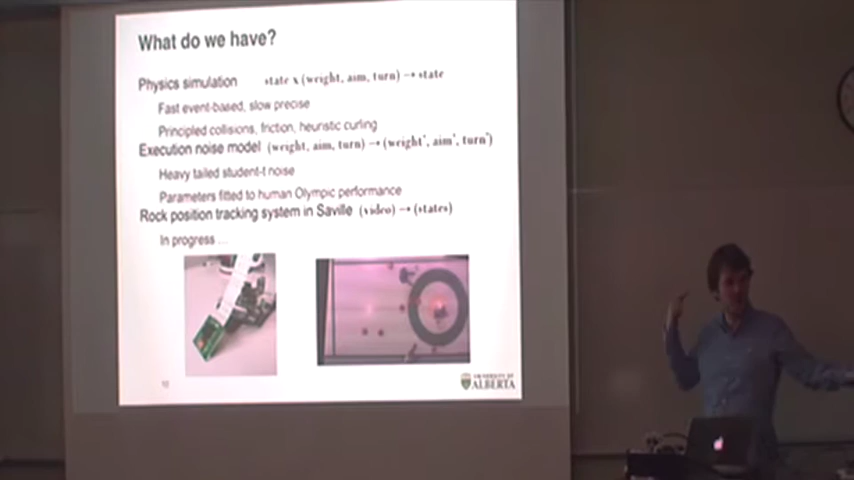 What do we have?
Physics simulation state x (weight, aim, turn) → state
Fast event-based, slow precise
Principled collisions, friction, heuristic curling
Execution noise model (weight, aim, turn) → (weight', aim', turn')
Heavy tailed student-t noise
Parameters fitted to human Olympic performance
Rock position tracking system in Saville (video) → (states)
In progress ...
UNIVERSITY OF
ALBERTA